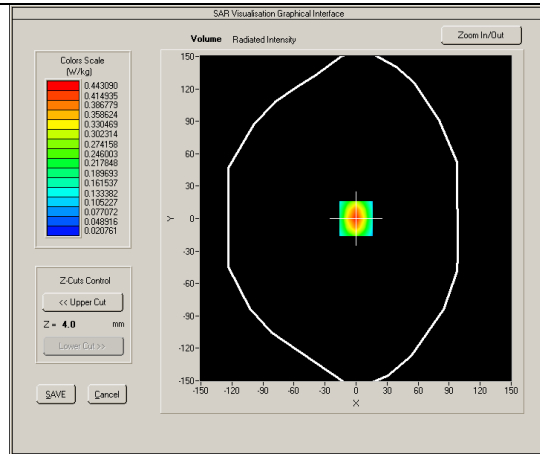 SAR Visualisation Graphical Interface
Volume Radiated Intensity
Zoom In/Out
Colors Scale
(W/kg)
0.443090
0.414935
0.386779
0.358624
0.330469
0.302314
0.274158
0.246003
0.217848
0.189693
0.161537
0.133382
0.105227
0.077072
0.048916
0.020761
Z-Cuts Control
<< Upper Cut
Z = 4.0 mm
Lower Cut >>
SAVE Cancel
150
120
90
60
30
0
-30
-60
-90
-120
-150
Y
-150 -120 -90 -60 -30 0 30 60 90 120 150
X